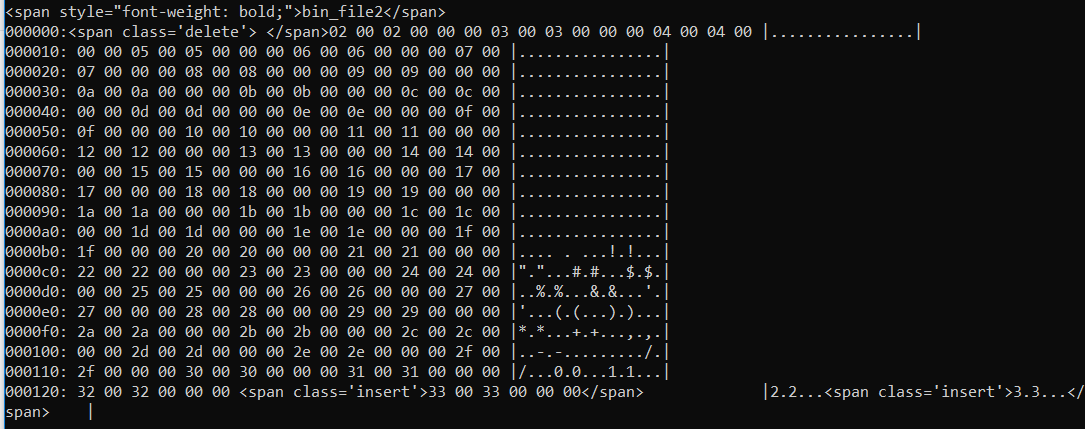 <span style="font-weight: bold;">bin_file2</span>
000000:<span class='delete'> </span>02 00 02 00 00 00 03 00 03 00 00 00 04 00 04 00 |................|
000010: 00 00 05 00 05 00 00 00 06 00 06 00 00 00 07 00 |................|
000020: 07 00 00 00 08 00 08 00 00 00 09 00 09 00 00 00 |................|
000030: 0a 00 0a 00 00 00 0b 00 0b 00 00 00 0c 00 0c 00 |................|
000040: 00 00 0d 00 0d 00 00 00 0e 00 0e 00 00 00 0f 00 |................|
000050: 0f 00 00 00 10 00 10 00 00 00 11 00 11 00 00 00 |................|
000060: 12 00 12 00 00 00 13 00 13 00 00 00 14 00 14 00 |................|
000070: 00 00 15 00 15 00 00 00 16 00 16 00 00 00 17 00 |................|
000080: 17 00 00 00 18 00 18 00 00 00 19 00 19 00 00 00 |................|
000090: 1a 00 1a 00 00 00 1b 00 1b 00 00 00 1c 00 1c 00 |................|
0000a0: 00 00 1d 00 1d 00 00 00 1e 00 1e 00 00 00 1f 00 |................|
0000b0: 1f 00 00 00 20 00 20 00 00 00 21 00 21 00 00 00 |.... . ...!.!...|
0000c0: 22 00 22 00 00 00 23 00 23 00 00 00 24 00 24 00 |"."...#.#...$.$.|
0000d0: 00 00 25 00 25 00 00 00 26 00 26 00 00 00 27 00 |..%.%...&.&...'.|
0000e0: 27 00 00 00 28 00 28 00 00 00 29 00 29 00 00 00 |'...(.(...).)...|
0000f0: 2a 00 2a 00 00 00 2b 00 2b 00 00 00 2c 00 2c 00 |*.*...+.+...,.,.|
000100: 00 00 2d 00 2d 00 00 00 2e 00 2e 00 00 00 2f 00 |..-.-........./.|
000110: 2f 00 00 00 30 00 30 00 00 00 31 00 31 00 00 00 |/...0.0...1.1...|
000120: 32 00 32 00 00 00 <span class='insert'>33 00 33 00 00 00</span>            |2.2...<span class='insert'>3.3...</
span>    |